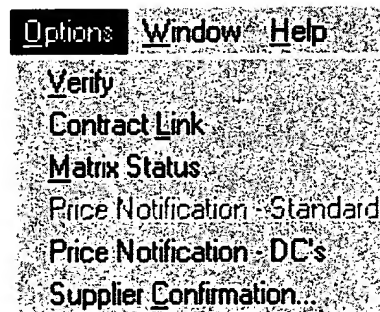 Options Window Help
Verify
Contract Link
Matrix Status
Price Notification - Standard
Price Notification - DC's
Supplier Confirmation...